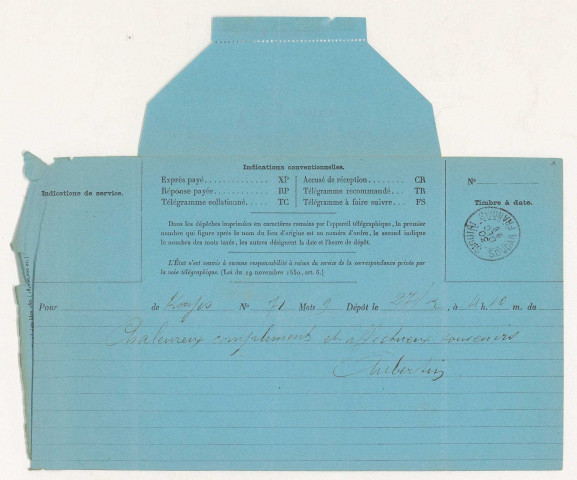 Indications de service.
Indications conventionnelles.
Exprès payé............ XP
Réponse payée.......... RP
Télégramme collationné.... TC
Accusé de réception....... CR
Télégramme recommandé... TR
Télégramme à faire suivre.. FS
Dans les dépêches imprimées en caractères romains par l'appareil télégraphique, le premier
nombre qui figure après le nom du lieu d'origine est un numéro d'ordre, le second indique
le nombre des mots taxés, les autres désignent la date et l'heure de dépôt.
L'État n'est soumis à aucune responsabilité à raison du service de la correspondance privée par
la voie télégraphique. (Loi du 29 novembre 1850, art. 6.)
N°
Timbre à date.
Pour de N° 71 Mots 9 Dépôt le 27/2 à 4 h. 10 m. du
Chaleureux compliments et affectueux souvenirs
Aubertin